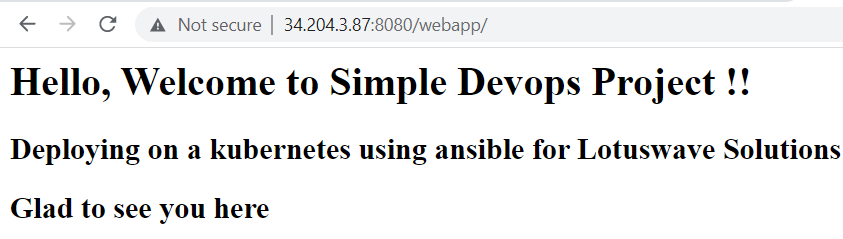 Not secure | 34.204.3.87:8080/webapp/
Hello, Welcome to Simple Devops Project !!
Deploying on a kubernetes using ansible for Lotuswave Solutions
Glad to see you here